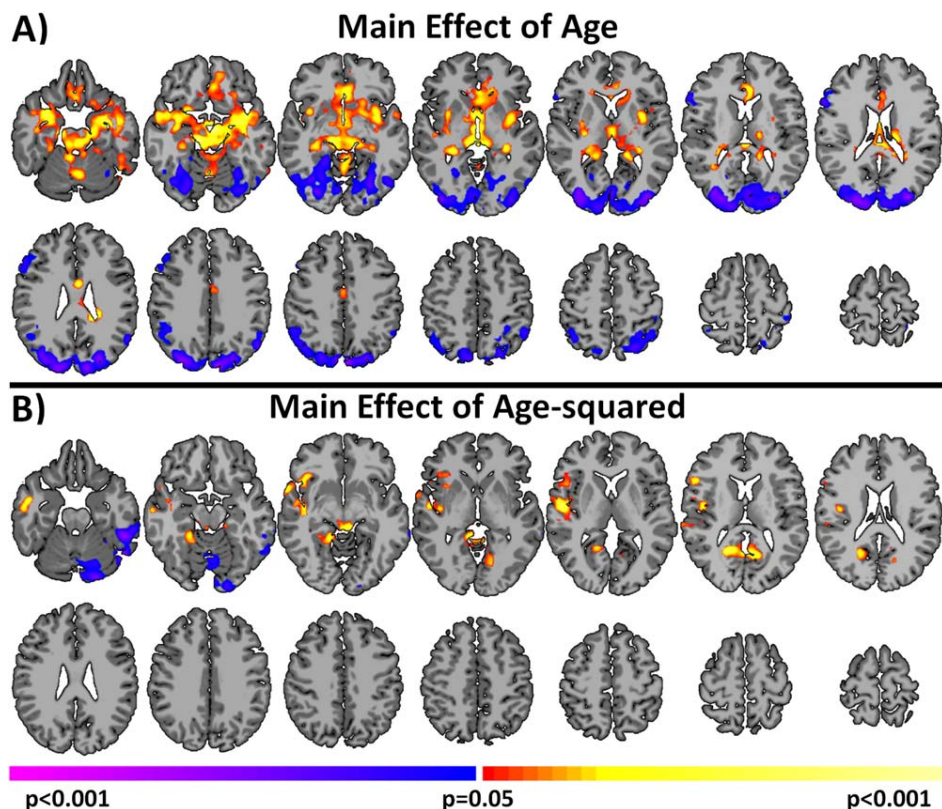 A) Main Effect of Age
B) Main Effect of Age-squared
p<0.001 p=0.05 p<0.001